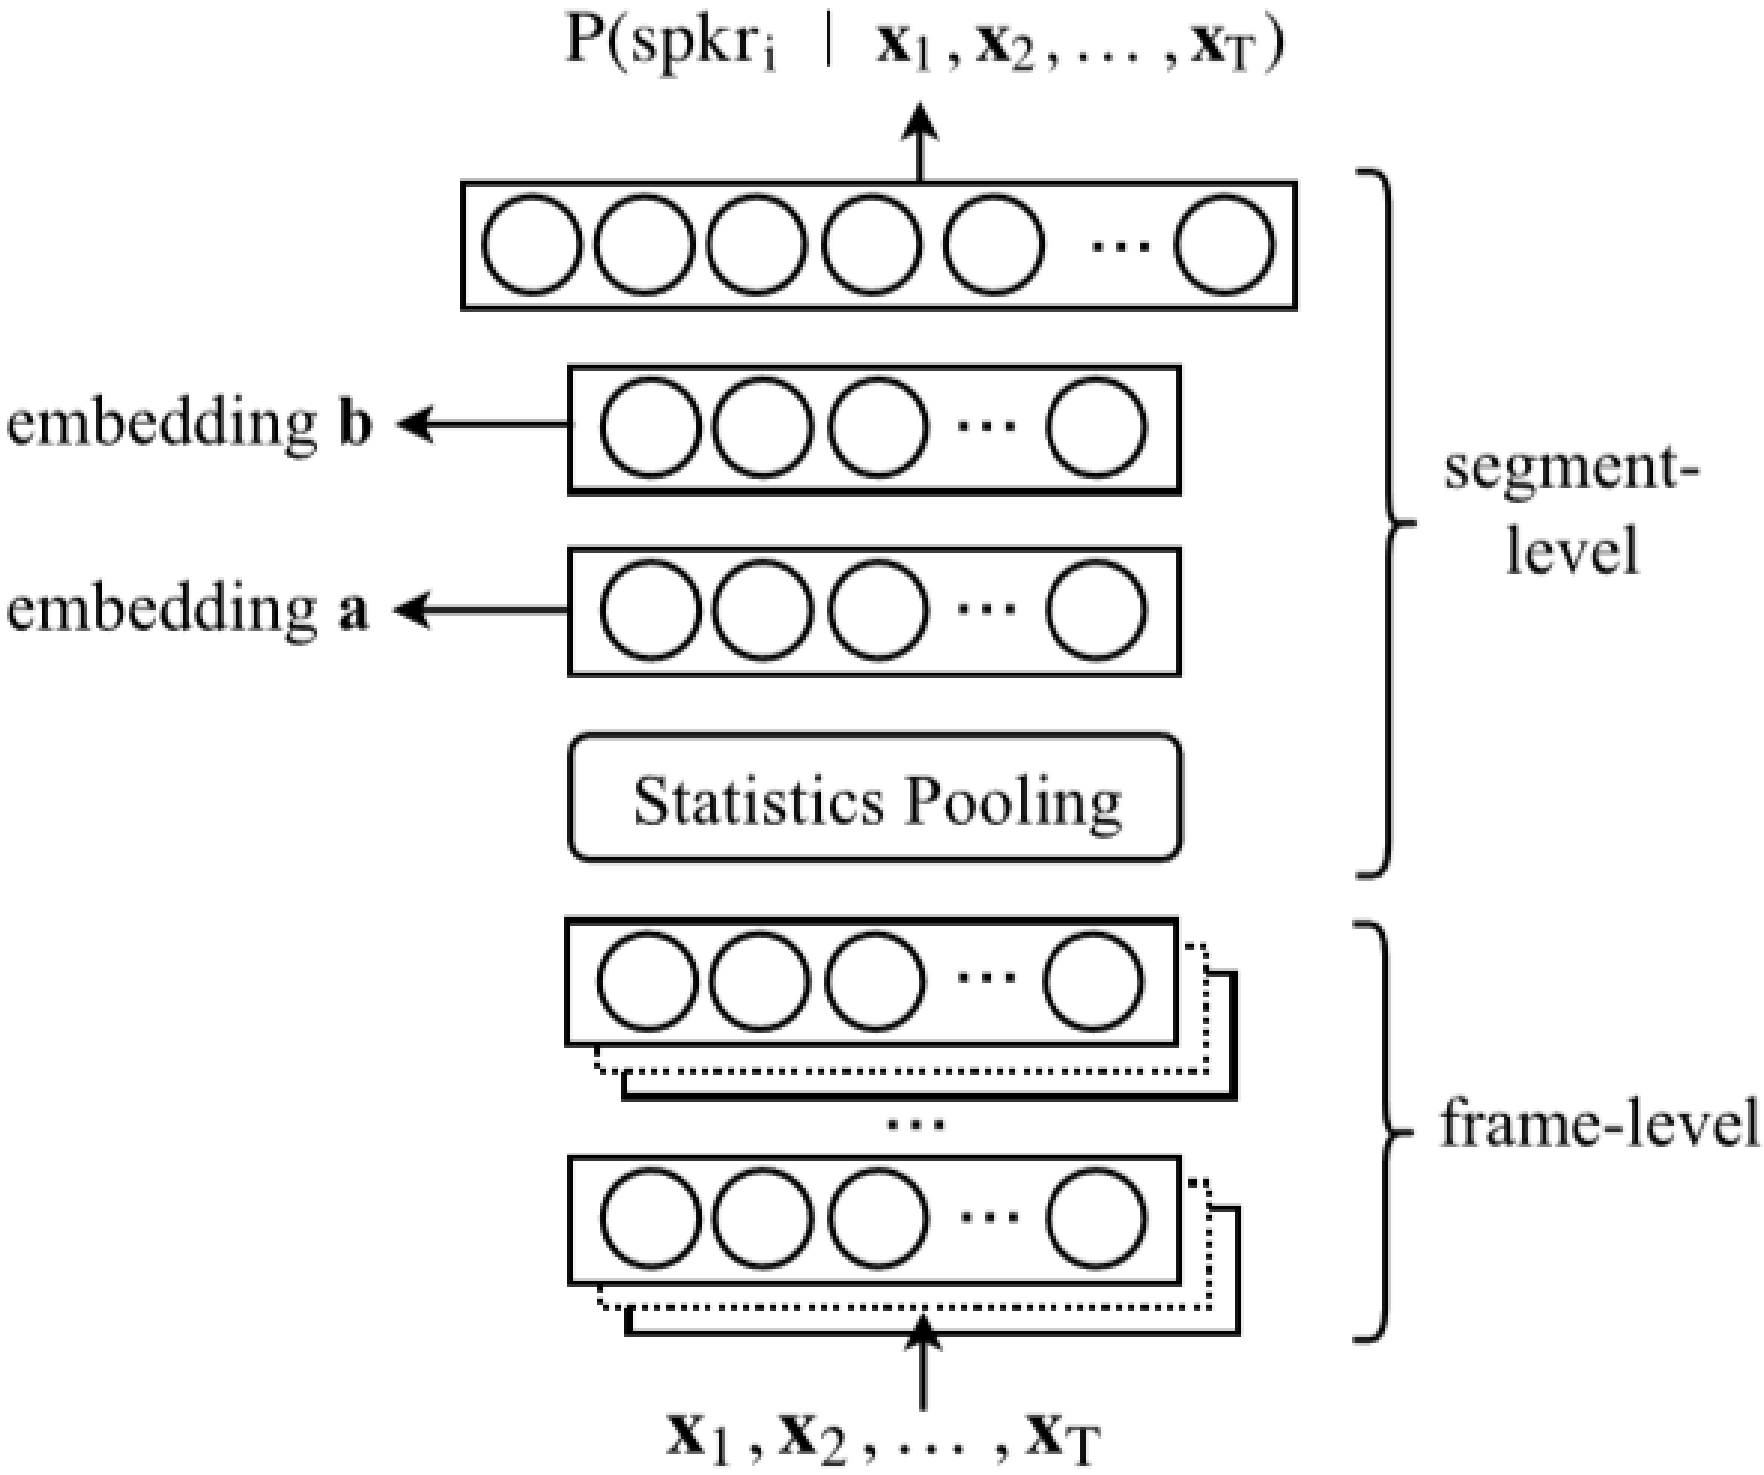 P(spkr_i | x_1, x_2, ..., x_T)
...
embedding b
...
segment-
level
embedding a
...
Statistics Pooling
...
...
frame-level
...
x_1, x_2, ..., x_T